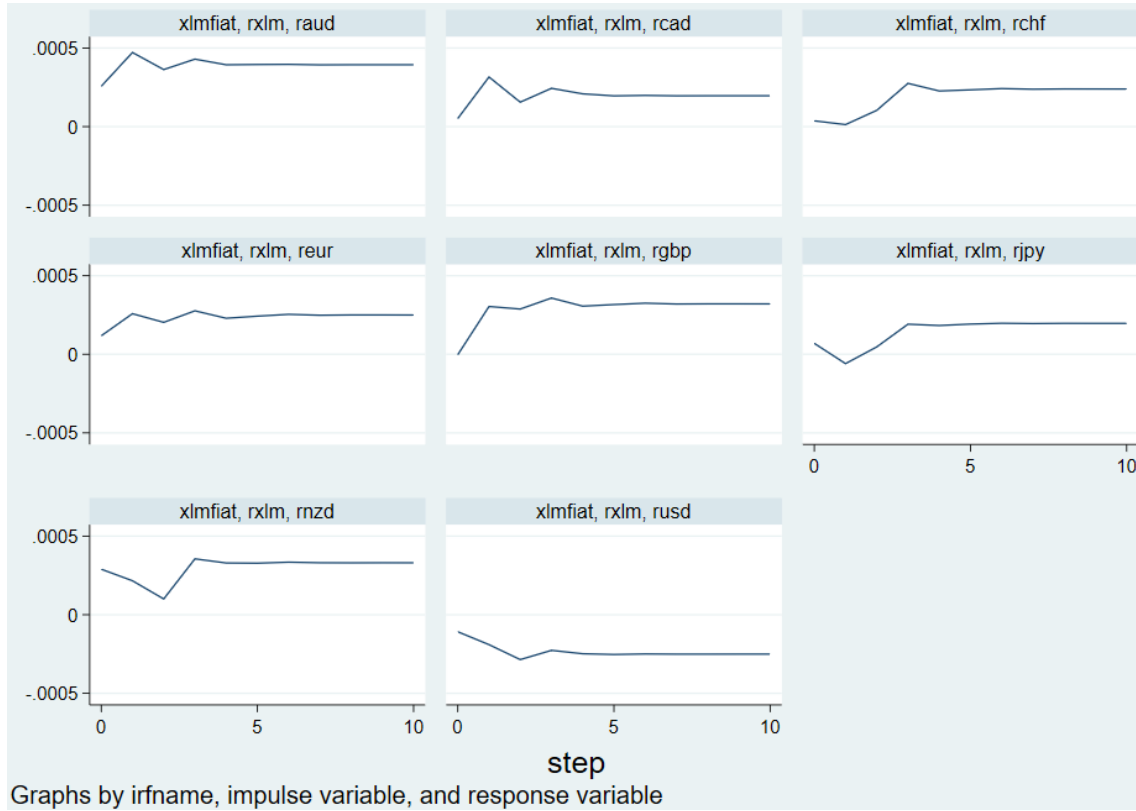 xlmfiat, rxlm, raud
xlmfiat, rxlm, rcad
xlmfiat, rxlm, rchf
.0005
0
-.0005
xlmfiat, rxlm, reur
xlmfiat, rxlm, rgbp
xlmfiat, rxlm, rjpy
.0005
0
-.0005
0 5 10
xlmfiat, rxlm, rnzd
xlmfiat, rxlm, rusd
.0005
0
-.0005
0 5 10
0 5 10
step
Graphs by irfname, impulse variable, and response variable